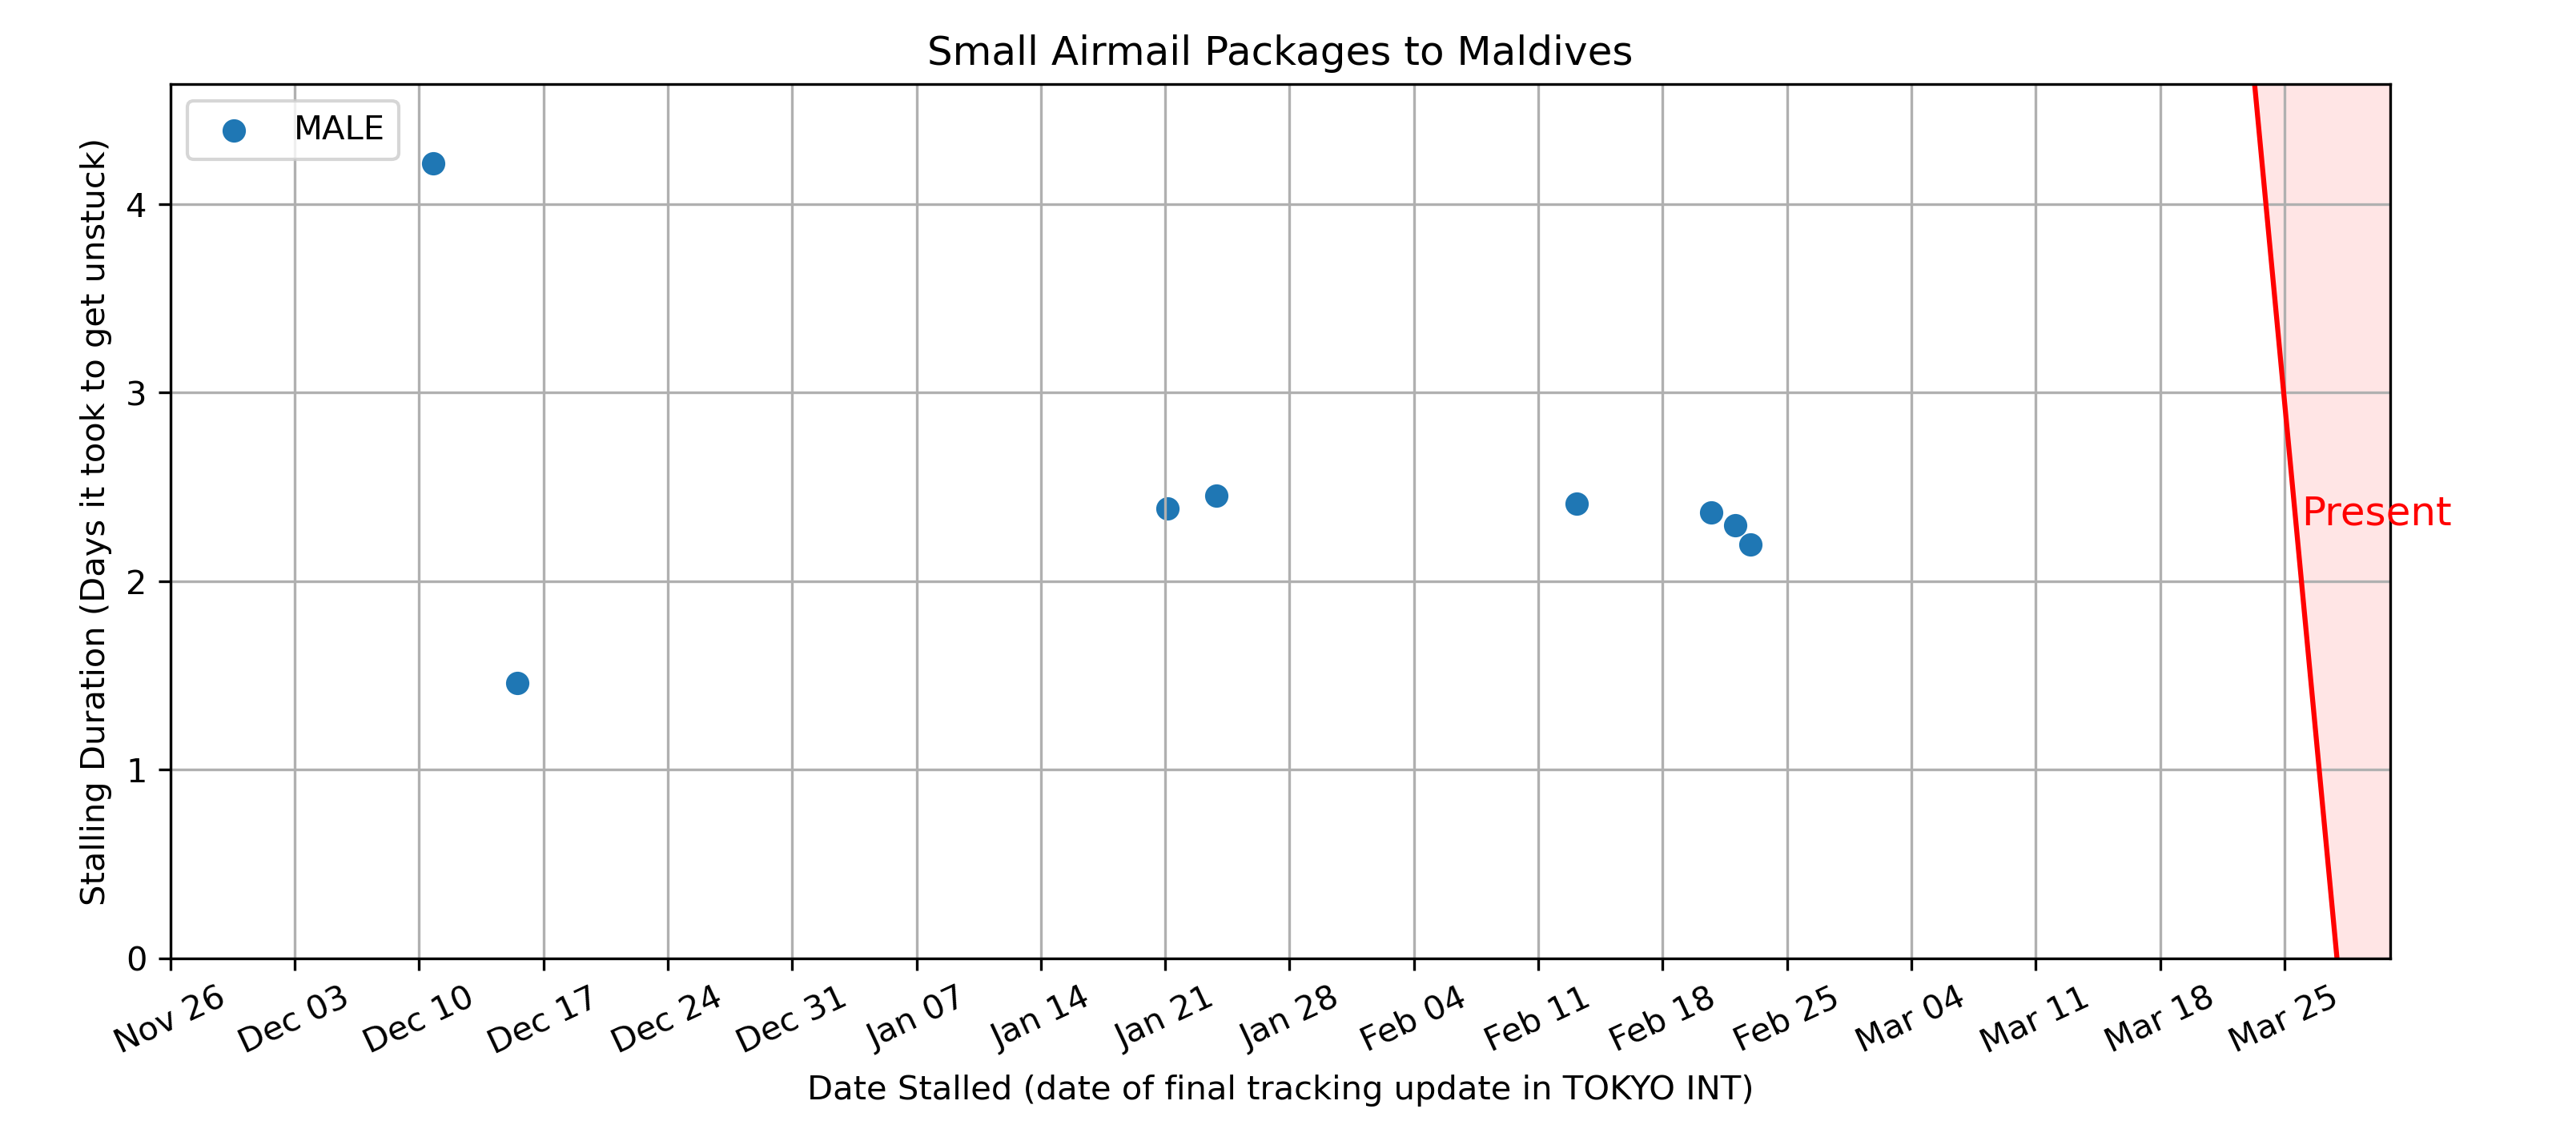 Small Airmail Packages to Maldives
MALE
Stalling Duration (Days it took to get unstuck)
4
3
2
1
0
Present
Nov 26
Dec 03
Dec 10
Dec 17
Dec 24
Dec 31
Jan 07
Jan 14
Jan 21
Jan 28
Feb 04
Feb 11
Feb 18
Feb 25
Mar 04
Mar 11
Mar 18
Mar 25
Date Stalled (date of final tracking update in TOKYO INT)